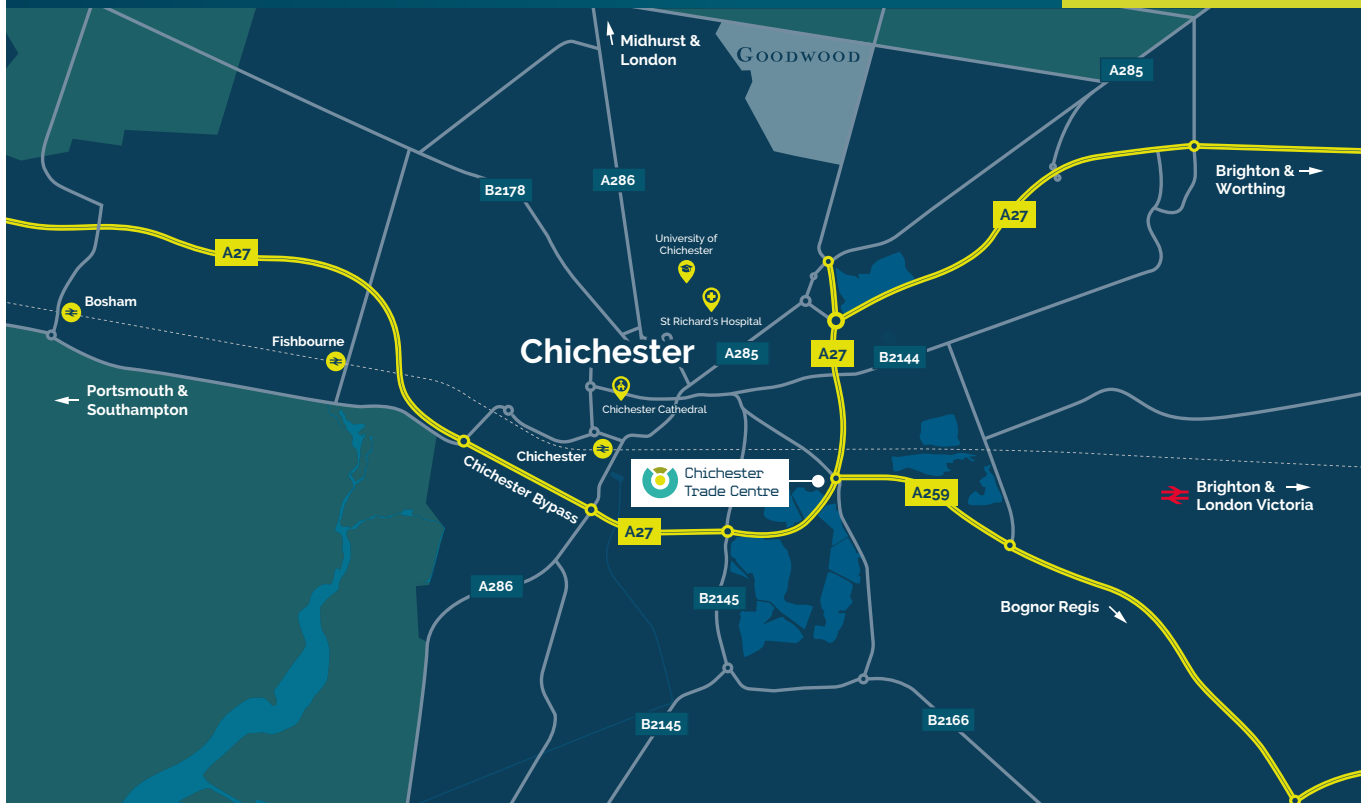 Midhurst &
London
GOODWOOD
A285
B2178
A286
Brighton &
Worthing
A27
A27
University of
Chichester
St Richard's Hospital
Bosham
Fishbourne
Chichester
A285
A27
B2144
Portsmouth &
Southampton
Chichester Cathedral
Chichester
Chichester Bypass
Chichester
Trade Centre
A259
Brighton &
London Victoria
A27
A286
B2145
Bognor Regis
B2145
B2166